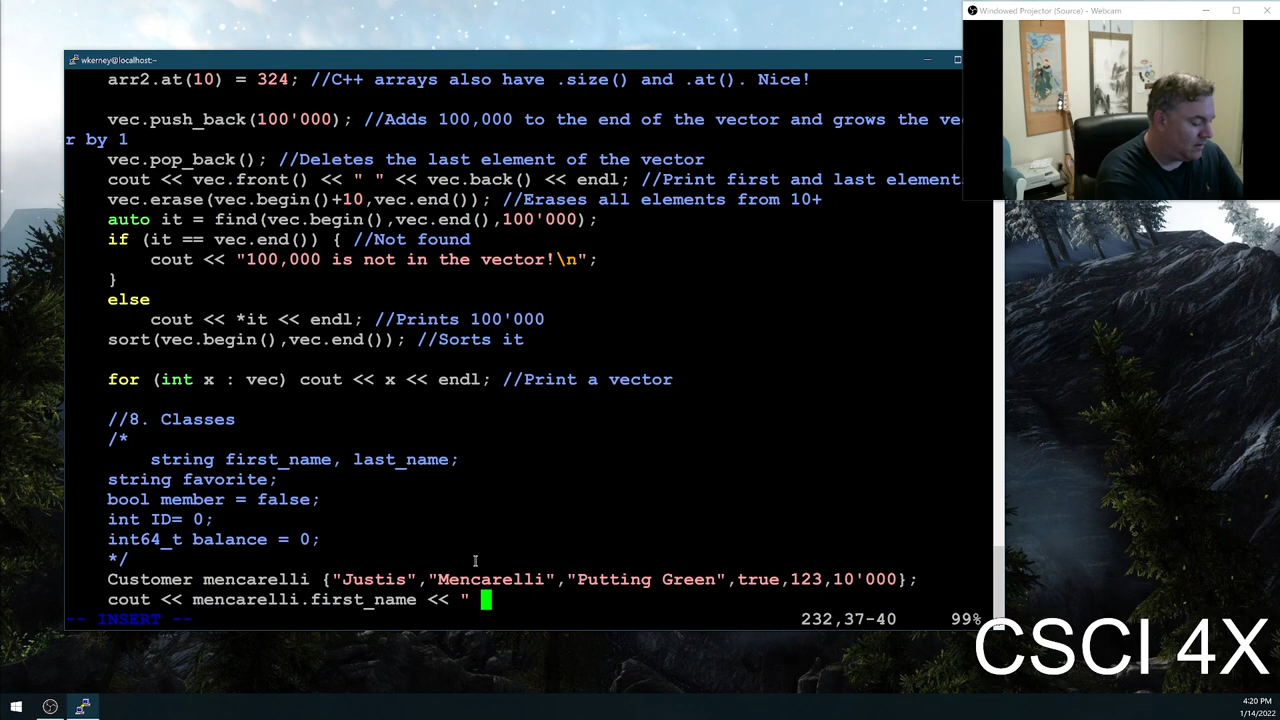 Windowed Projector (Source) - Webcam
wkerney@localhost:~
arr2.at(10) = 324; //C++ arrays also have .size() and .at(). Nice!
vec.push_back(100'000); //Adds 100,000 to the end of the vector and grows the vec
r by 1
vec.pop_back(); //Deletes the last element of the vector
cout << vec.front() << " " << vec.back() << endl; //Print first and last element
vec.erase(vec.begin()+10,vec.end()); //Erases all elements from 10+
auto it = find(vec.begin(),vec.end(),100'000);
if (it == vec.end()) { //Not found
cout << "100,000 is not in the vector!\n";
}
else
cout << *it << endl; //Prints 100'000
sort(vec.begin(),vec.end()); //Sorts it
for (int x : vec) cout << x << endl; //Print a vector
//8. Classes
/*
string first_name, last_name;
string favorite;
bool member = false;
int ID= 0;
int64_t balance = 0;
*/
Customer mencarelli {"Justis","Mencarelli","Putting Green",true,123,10'000};
cout << mencarelli.first_name << "
-- INSERT -- 232,37-40 99%
CSCI 4X
4:20 PM
1/14/2022